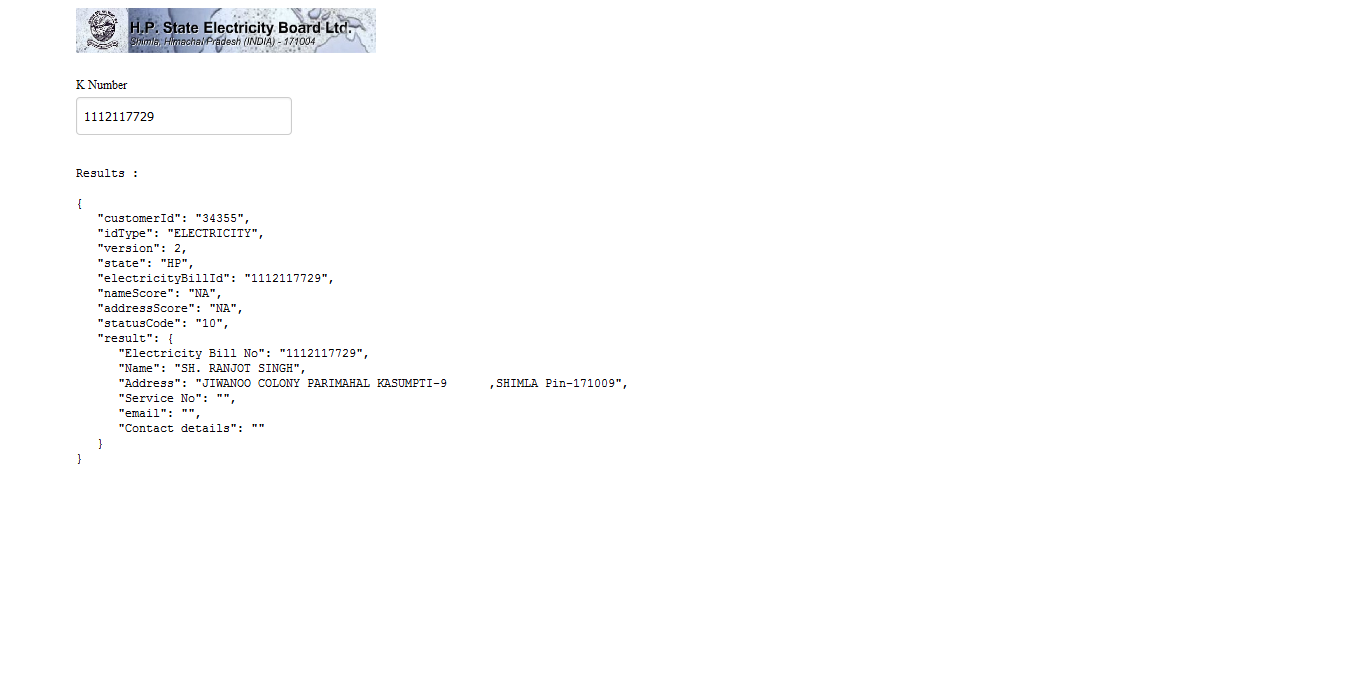 H.P. State Electricity Board Ltd.
Shimla, Himachal Pradesh (INDIA) - 171004
K Number
1112117729
Results :
{
"customerId": "34355",
"idType": "ELECTRICITY",
"version": 2,
"state": "HP",
"electricityBillId": "1112117729",
"nameScore": "NA",
"addressScore": "NA",
"statusCode": "10",
"result": {
"Electricity Bill No": "1112117729",
"Name": "SH. RANJOT SINGH",
"Address": "JIWANOO COLONY PARIMAHAL KASUMPTI-9      ,SHIMLA Pin-171009",
"Service No": "",
"email": "",
"Contact details": ""
}
}